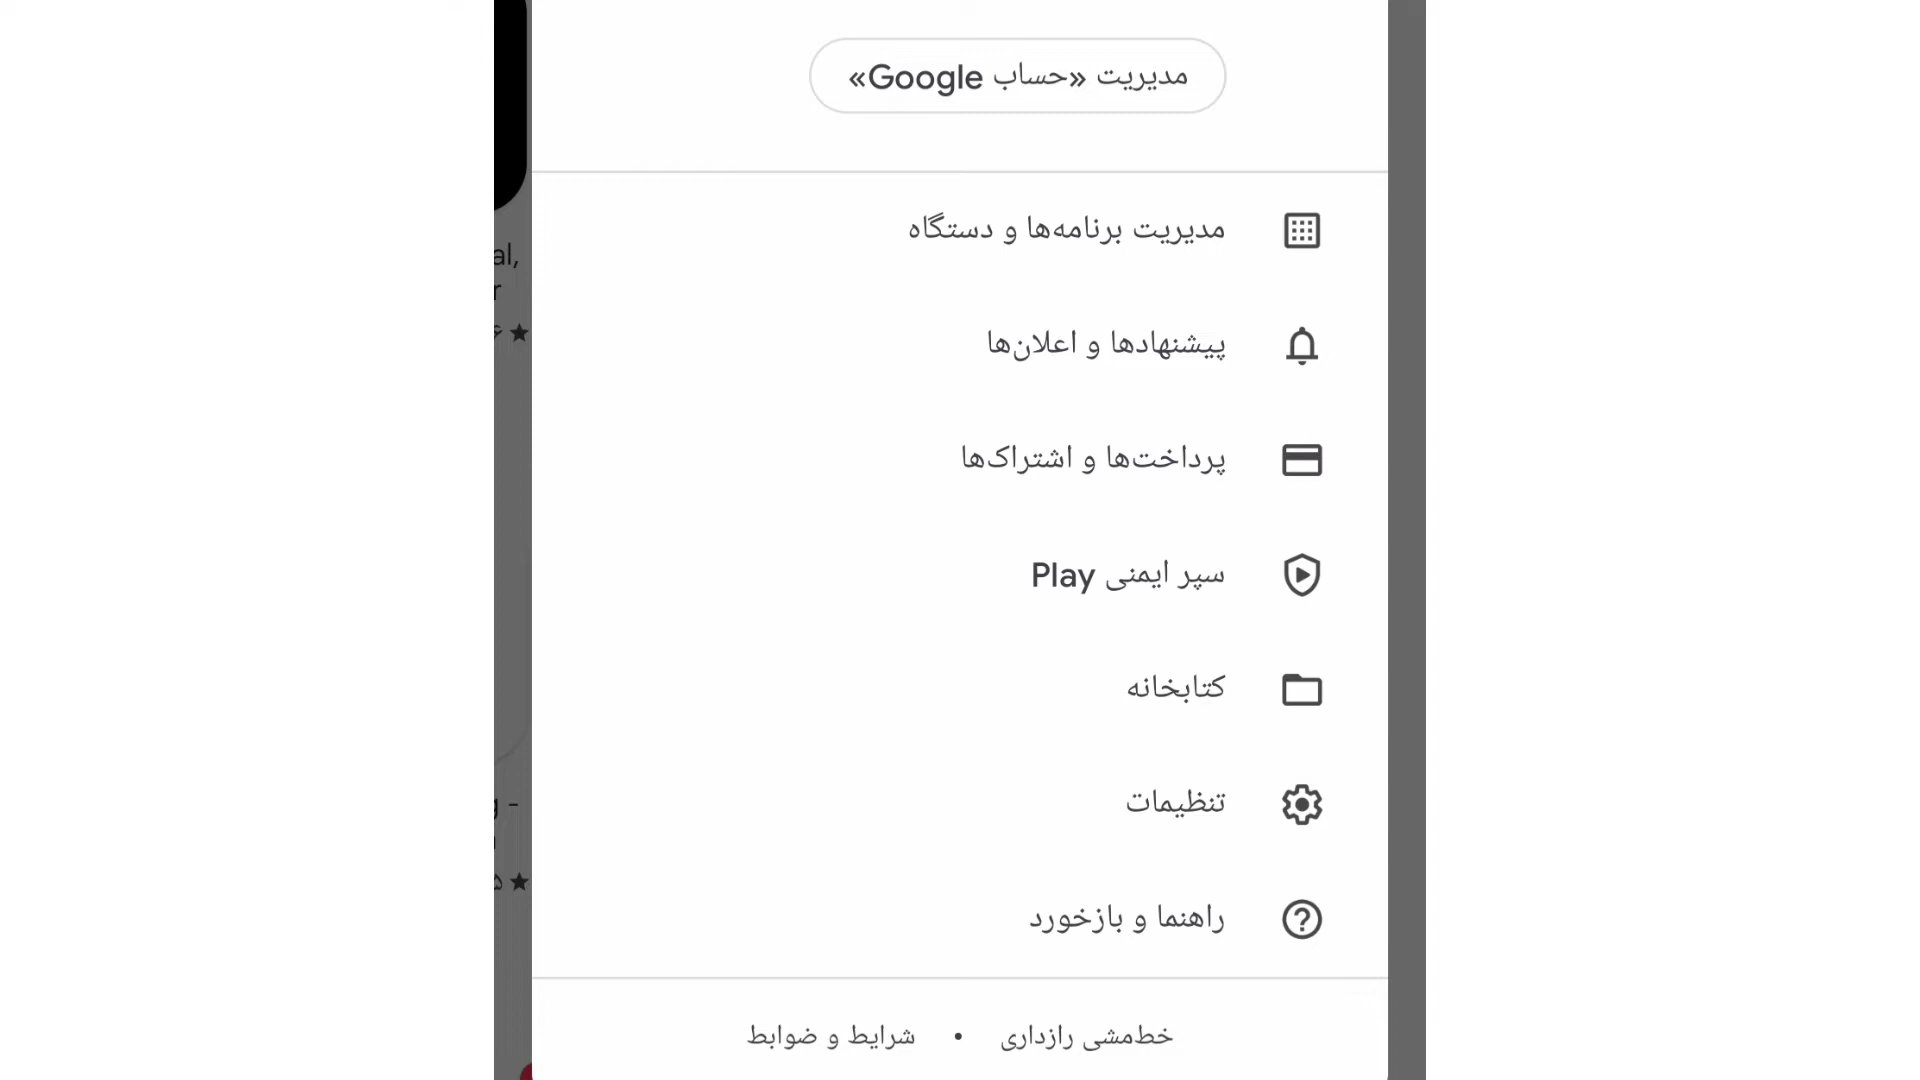 مدیریت «حساب Google»
مدیریت برنامه‌ها و دستگاه
پیشنهادها و اعلان‌ها
پرداخت‌ها و اشتراک‌ها
سپر ایمنی Play
کتابخانه
تنظیمات
راهنما و بازخورد
خط‌مشی رازداری • شرایط و ضوابط
al,